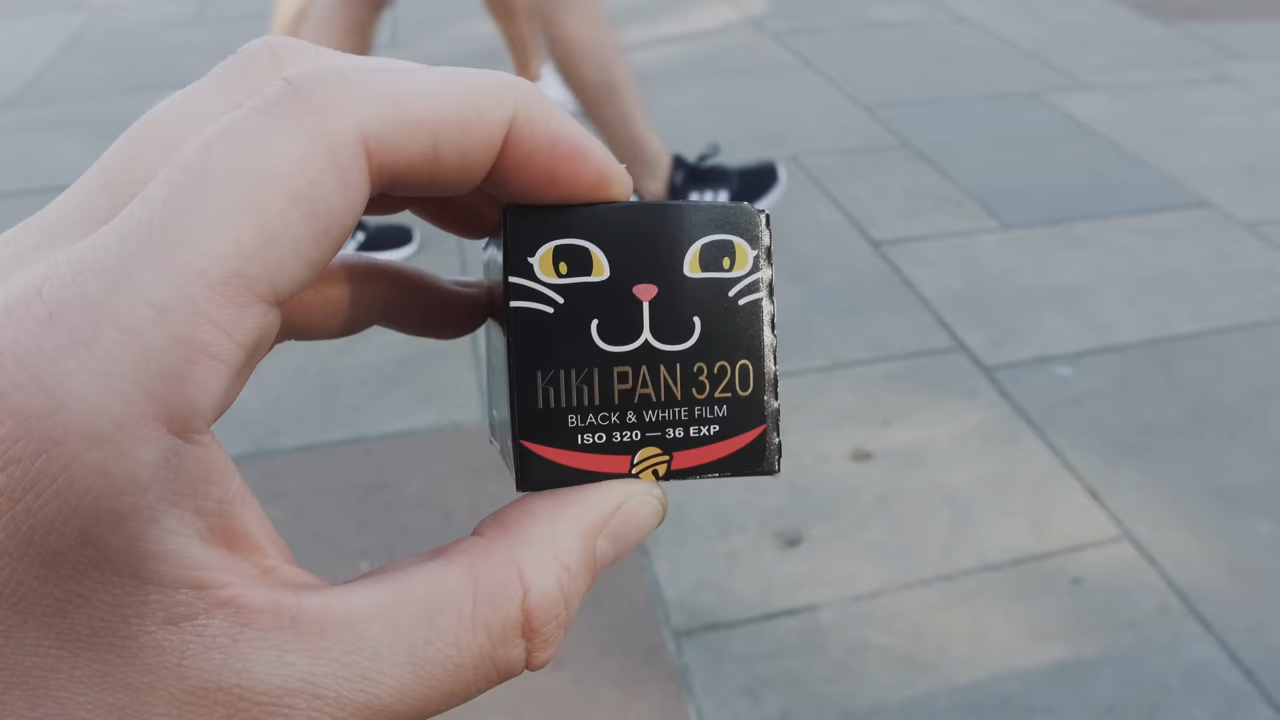 KIKI PAN 320
BLACK & WHITE FILM
ISO 320 — 36 EXP